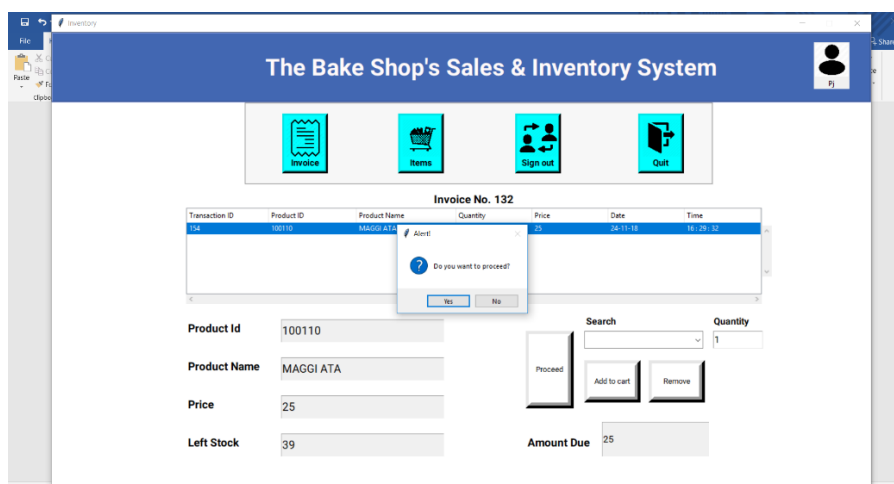 Inventory
File
Share
Paste
Clipbo
The Bake Shop's Sales & Inventory System
Pj
Invoice
Items
Sign out
Quit
Invoice No. 132
Transaction ID Product ID Product Name Quantity Price Date Time
154 100110 MAGGI ATA 25 24-11-18 16:29:32
Alert!
Do you want to proceed?
Yes No
Product Id 100110
Search Quantity
1
Product Name MAGGI ATA
Proceed
Add to cart Remove
Price 25
Left Stock 39
Amount Due 25